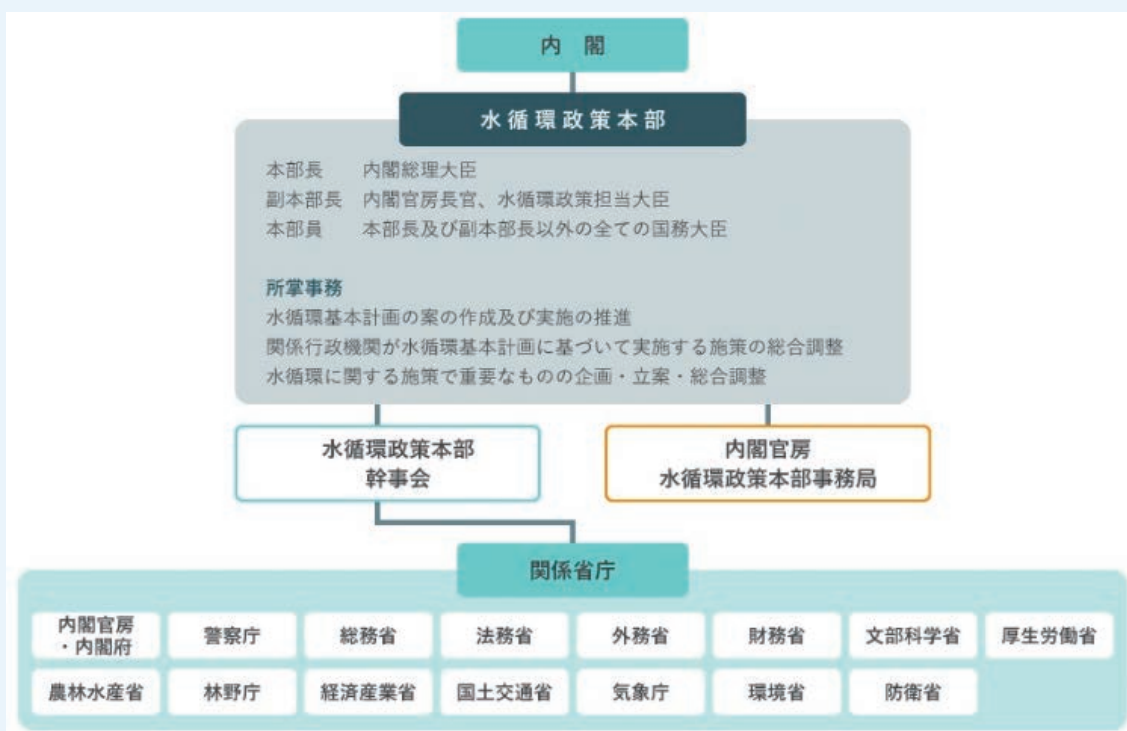 内 閣
水循環政策本部
本部長 内閣総理大臣
副本部長 内閣官房長官、水循環政策担当大臣
本部員 本部長及び副本部長以外の全ての国務大臣
所掌事務
水循環基本計画の案の作成及び実施の推進
関係行政機関が水循環基本計画に基づいて実施する施策の総合調整
水循環に関する施策で重要なものの企画・立案・総合調整
水循環政策本部
幹事会
内閣官房
水循環政策本部事務局
関係省庁
内閣官房
・内閣府
警察庁
総務省
法務省
外務省
財務省
文部科学省
厚生労働省
農林水産省
林野庁
経済産業省
国土交通省
気象庁
環境省
防衛省